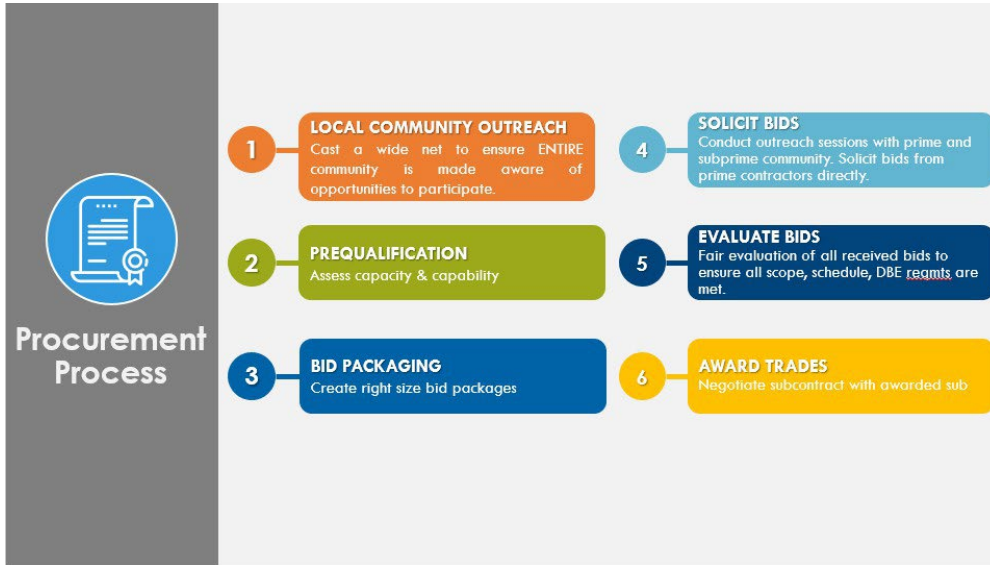 Procurement
Process
1
LOCAL COMMUNITY OUTREACH
Cast a wide net to ensure ENTIRE
community is made aware of
opportunities to participate.
2
PREQUALIFICATION
Assess capacity & capability
3
BID PACKAGING
Create right size bid packages
4
SOLICIT BIDS
Conduct outreach sessions with prime and
subprime community. Solicit bids from
prime contractors directly.
5
EVALUATE BIDS
Fair evaluation of all received bids to
ensure all scope, schedule, DBE reqmts are
met.
6
AWARD TRADES
Negotiate subcontract with awarded sub